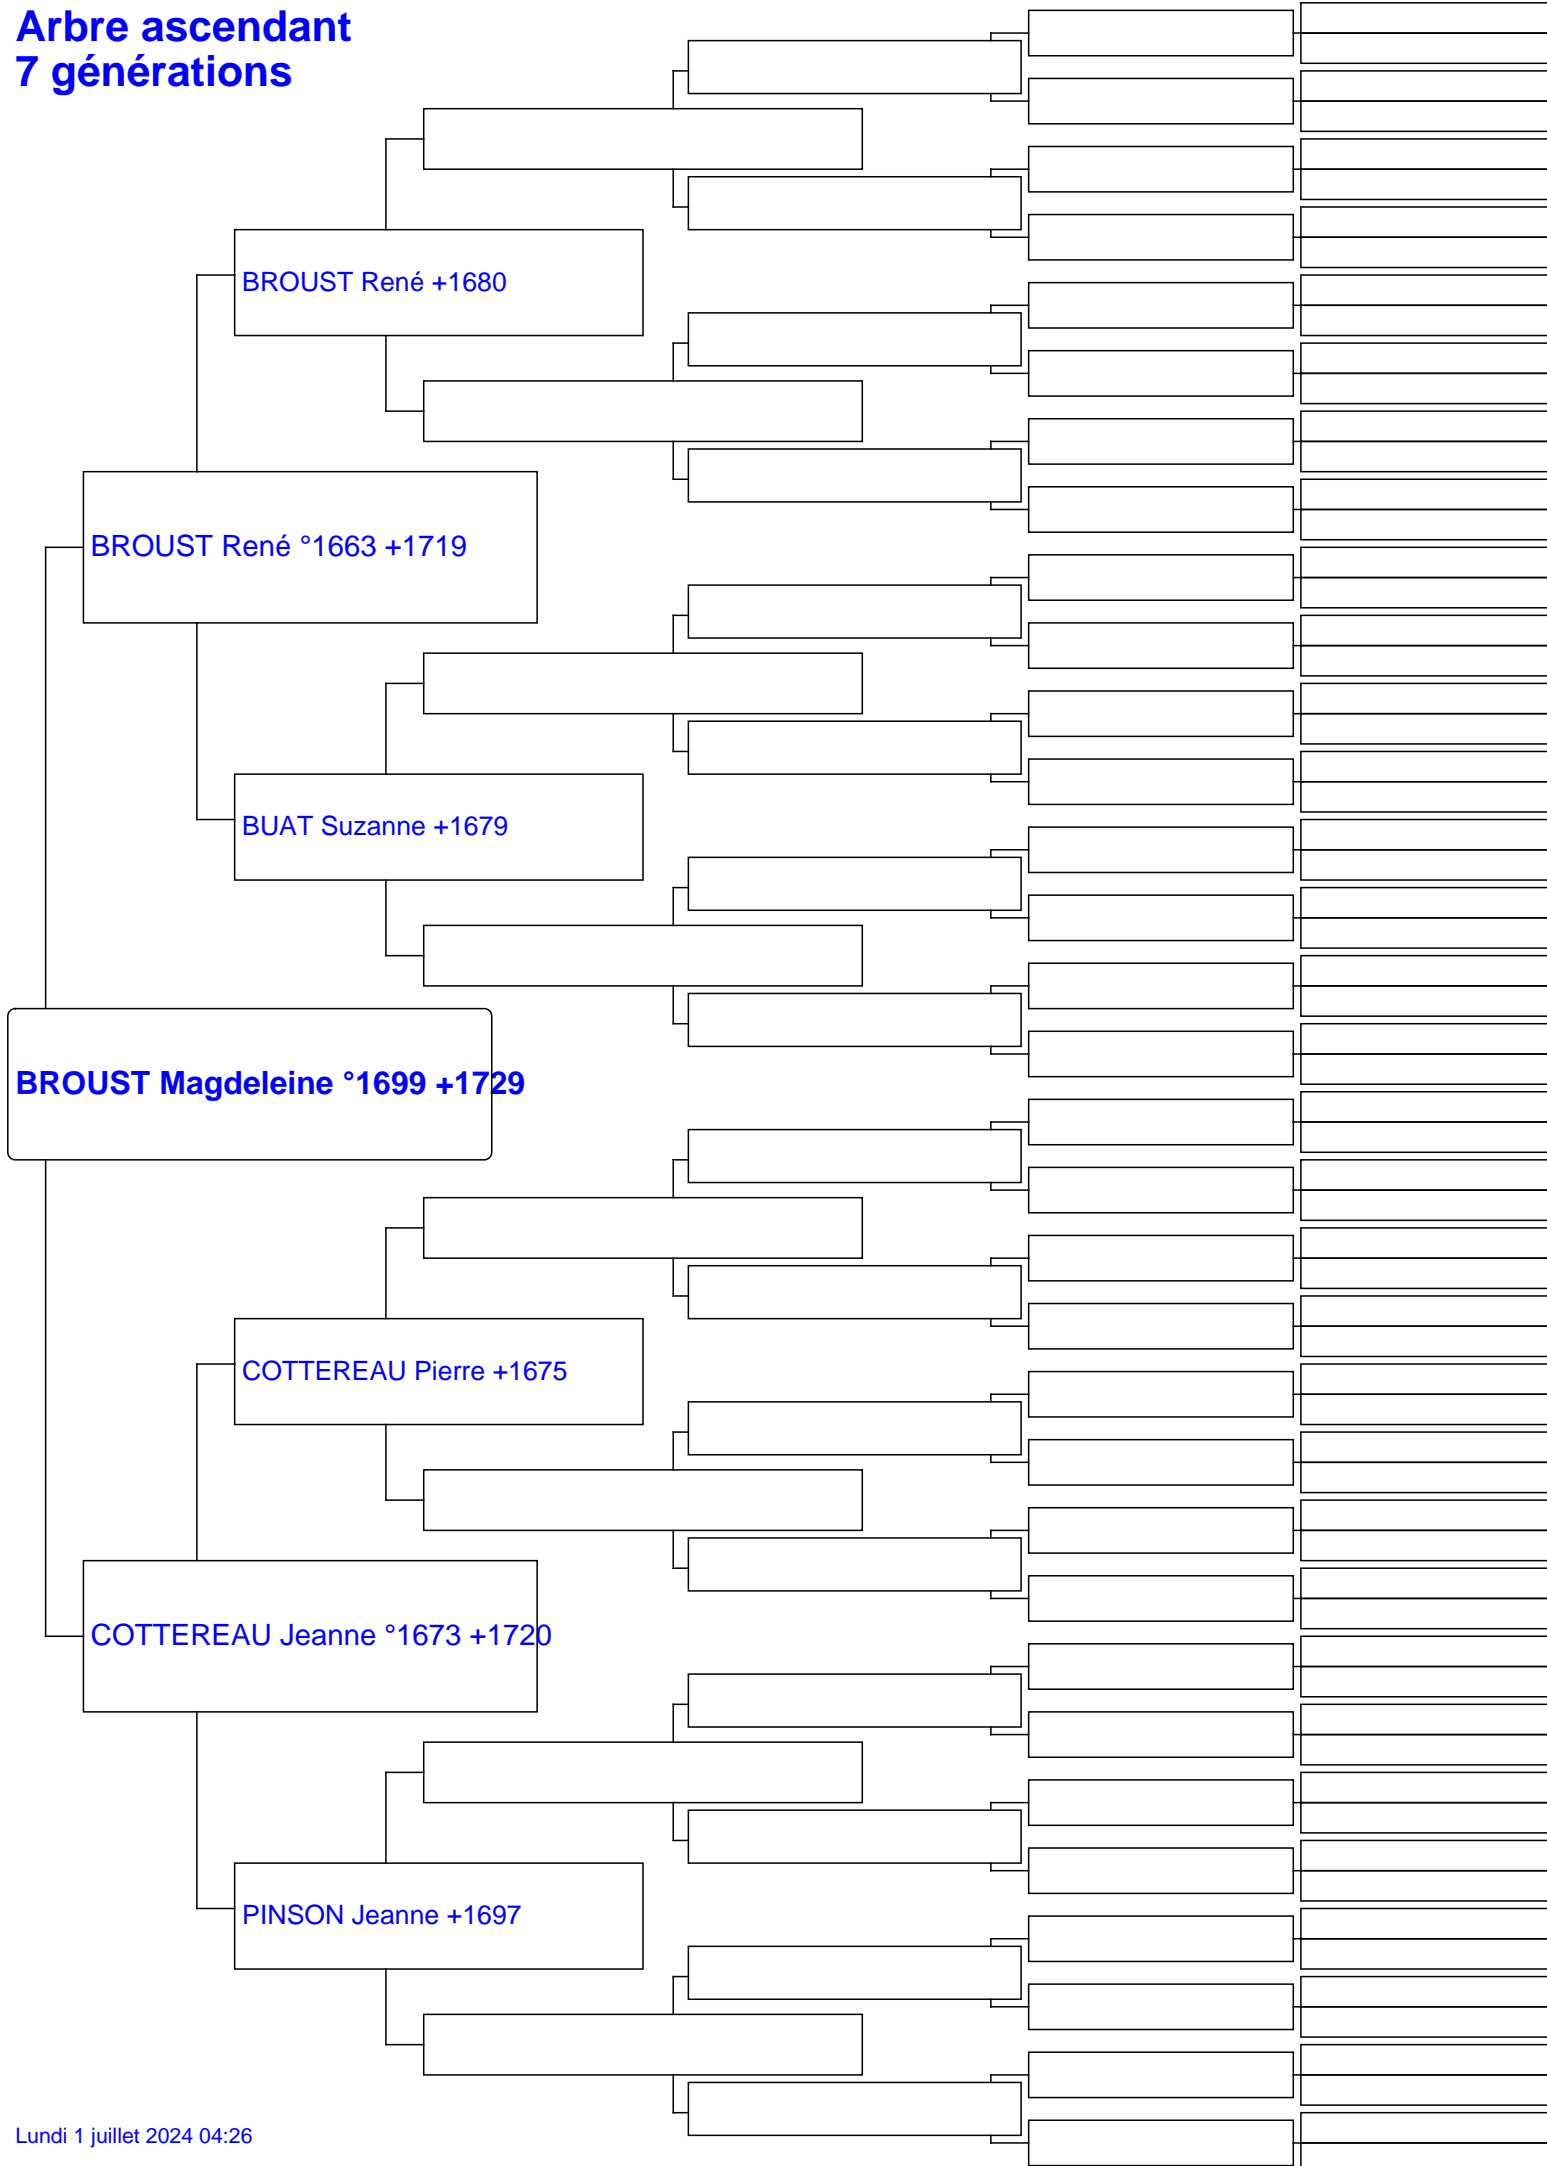 Arbre ascendant
7 générations
BROUST René +1680
BROUST René °1663 +1719
BUAT Suzanne +1679
BROUST Magdeleine °1699 +1729
COTTEREAU Pierre +1675
COTTEREAU Jeanne °1673 +1720
PINSON Jeanne +1697
Lundi 1 juillet 2024 04:26